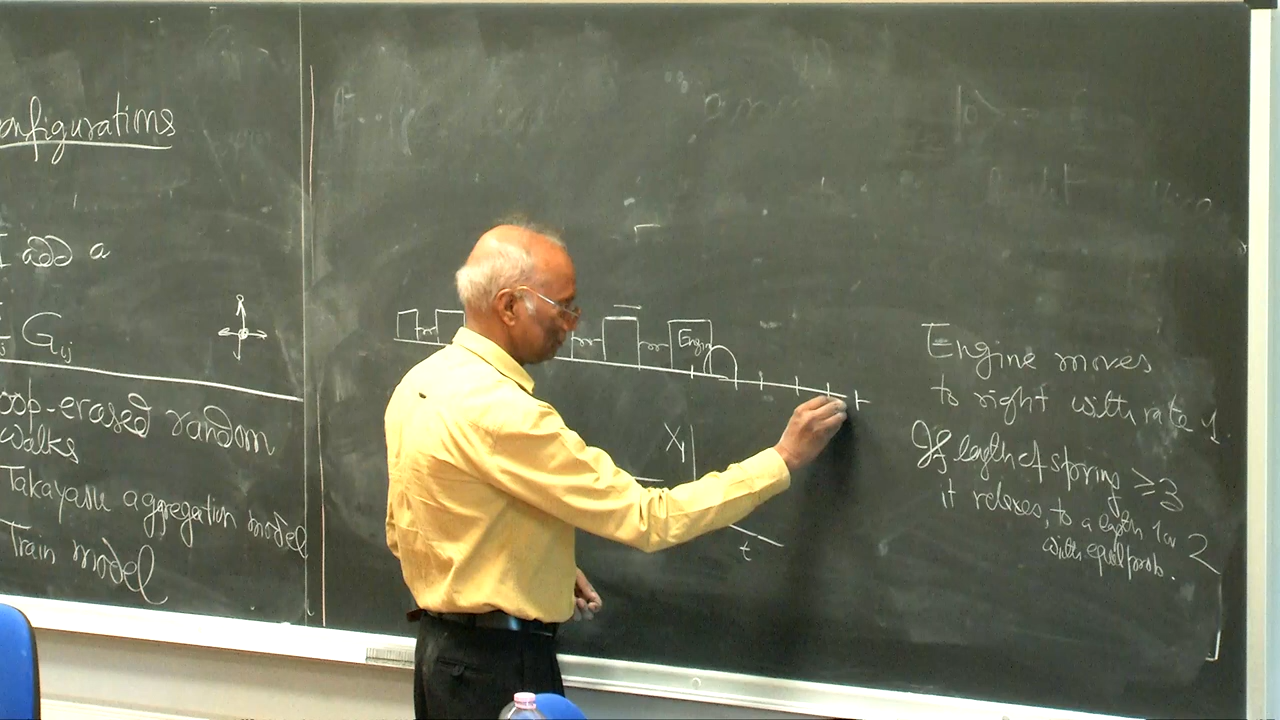 onfigurations
I add a
G_ij
oop-erased random
walks
Takayasu aggregation model
Train model
Engine
X_1
t
Engine moves
to right with rate 1.
If length of spring ≥3
it relaxes, to a length 1 or 2
with equal prob.